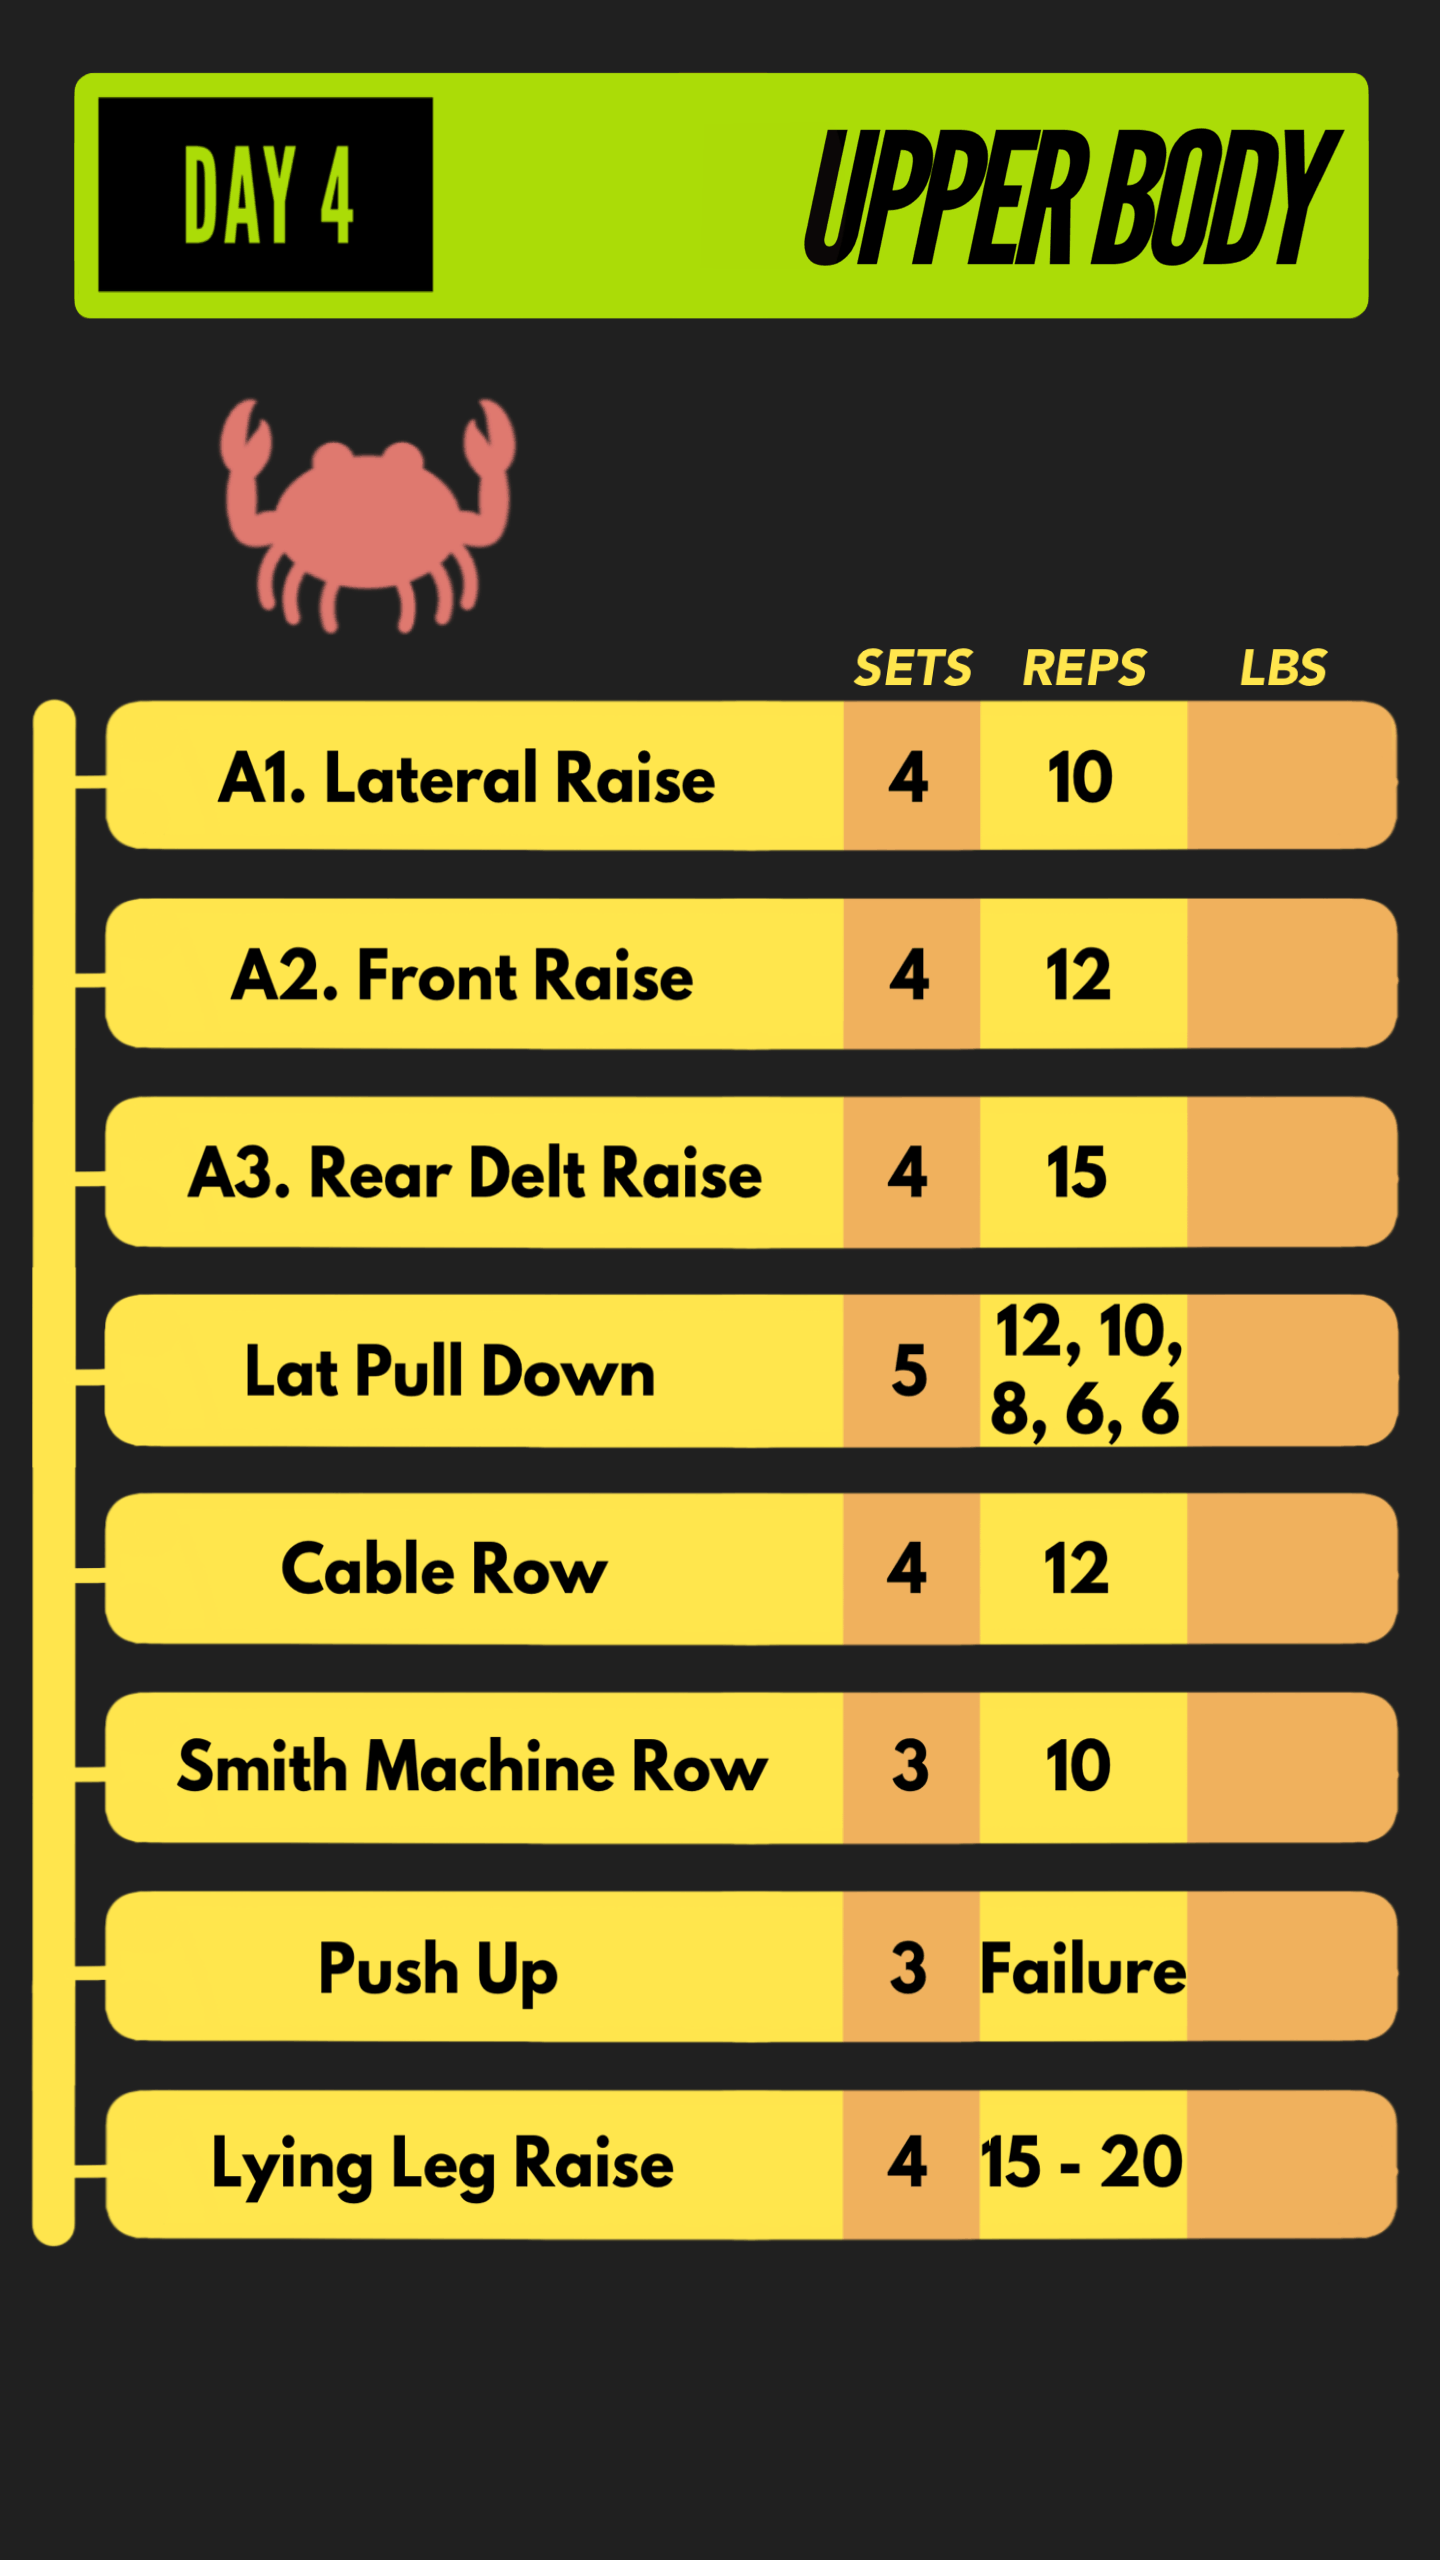 DAY 4 UPPER BODY
SETS REPS LBS
A1. Lateral Raise 4 10
A2. Front Raise 4 12
A3. Rear Delt Raise 4 15
Lat Pull Down 5 12, 10,
8, 6, 6
Cable Row 4 12
Smith Machine Row 3 10
Push Up 3 Failure
Lying Leg Raise 4 15 - 20